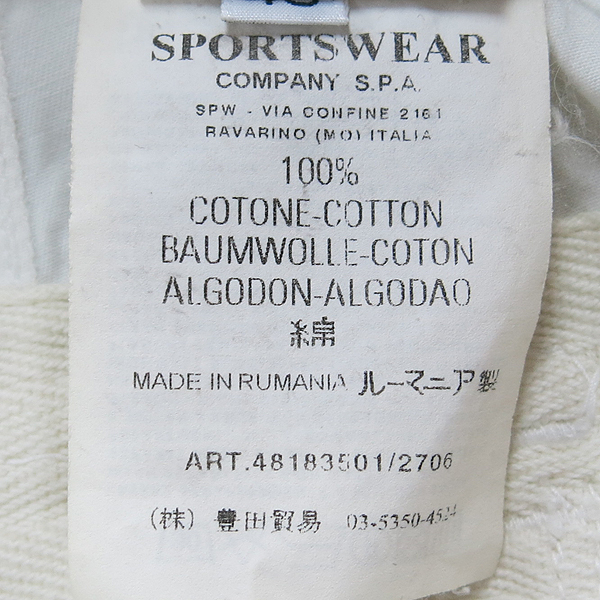 SPORTSWEAR
COMPANY S.P.A.
SPW - VIA CONFINE 2161
RAVARINO (MO) ITALIA
100%
COTONE-COTTON
BAUMWOLLE-COTON
ALGODON-ALGODAO
綿
MADE IN RUMANIA ルーマニア製
ART.48183501/2706
(株) 豊田貿易